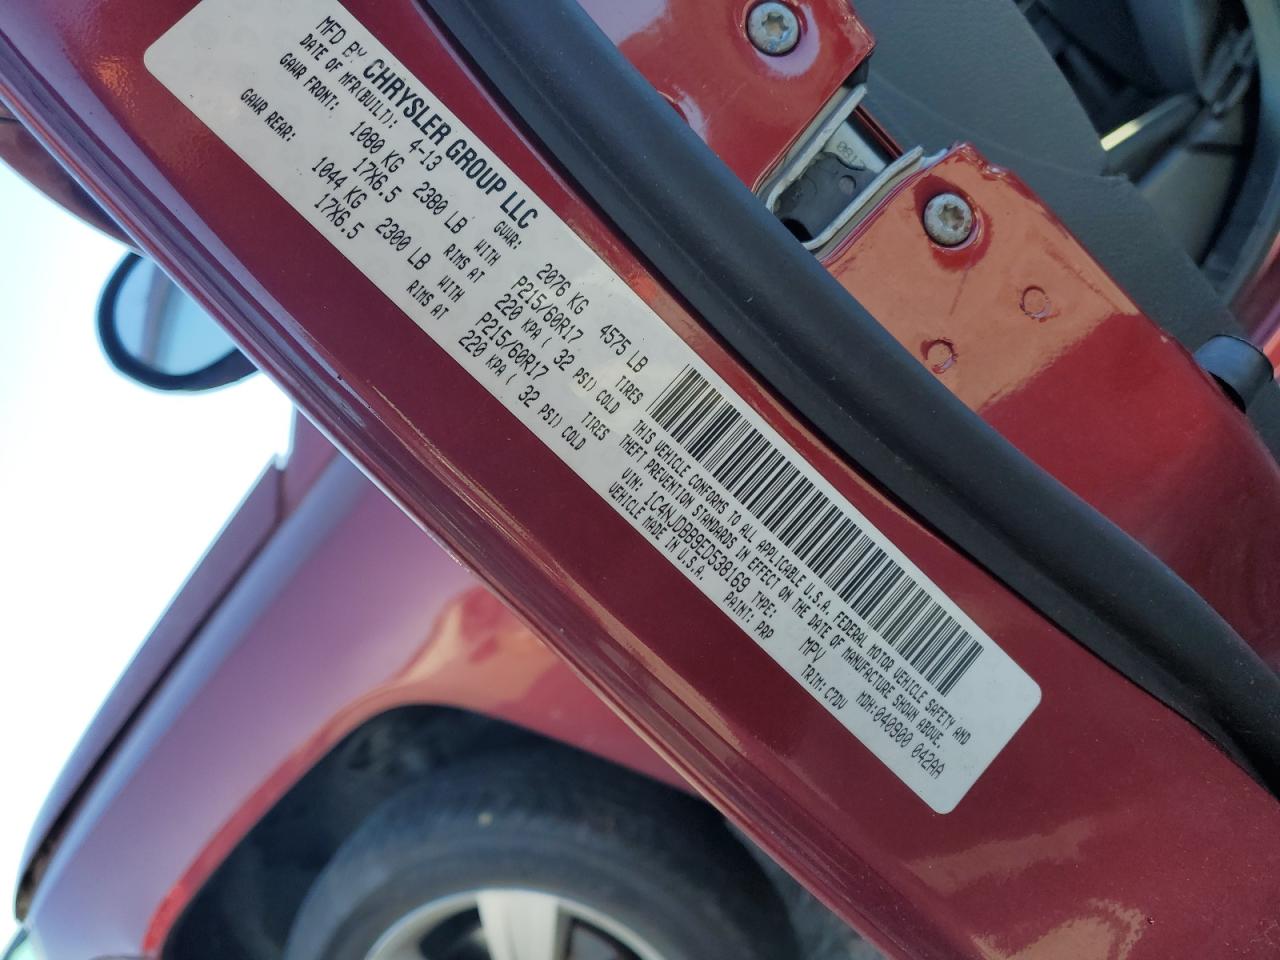 MFD BY CHRYSLER GROUP LLC
DATE OF MFR(BUILT): 4-13 GVWR: 2076 KG 4575 LB
GAWR FRONT: 1080 KG 2380 LB WITH P215/60R17 TIRES
17X6.5 RIMS AT 220 KPA ( 32 PSI) COLD
GAWR REAR: 1044 KG 2300 LB WITH P215/60R17 TIRES
17X6.5 RIMS AT 220 KPA ( 32 PSI) COLD
THIS VEHICLE CONFORMS TO ALL APPLICABLE U.S.A. FEDERAL MOTOR VEHICLE SAFETY AND
THEFT PREVENTION STANDARDS IN EFFECT ON THE DATE OF MANUFACTURE SHOWN ABOVE.
VIN: 1C4NJDBB9ED538169 TYPE: MPV MDH:040900 042AA
VEHICLE MADE IN U.S.A. PAINT: PRP TRIM: C7DV